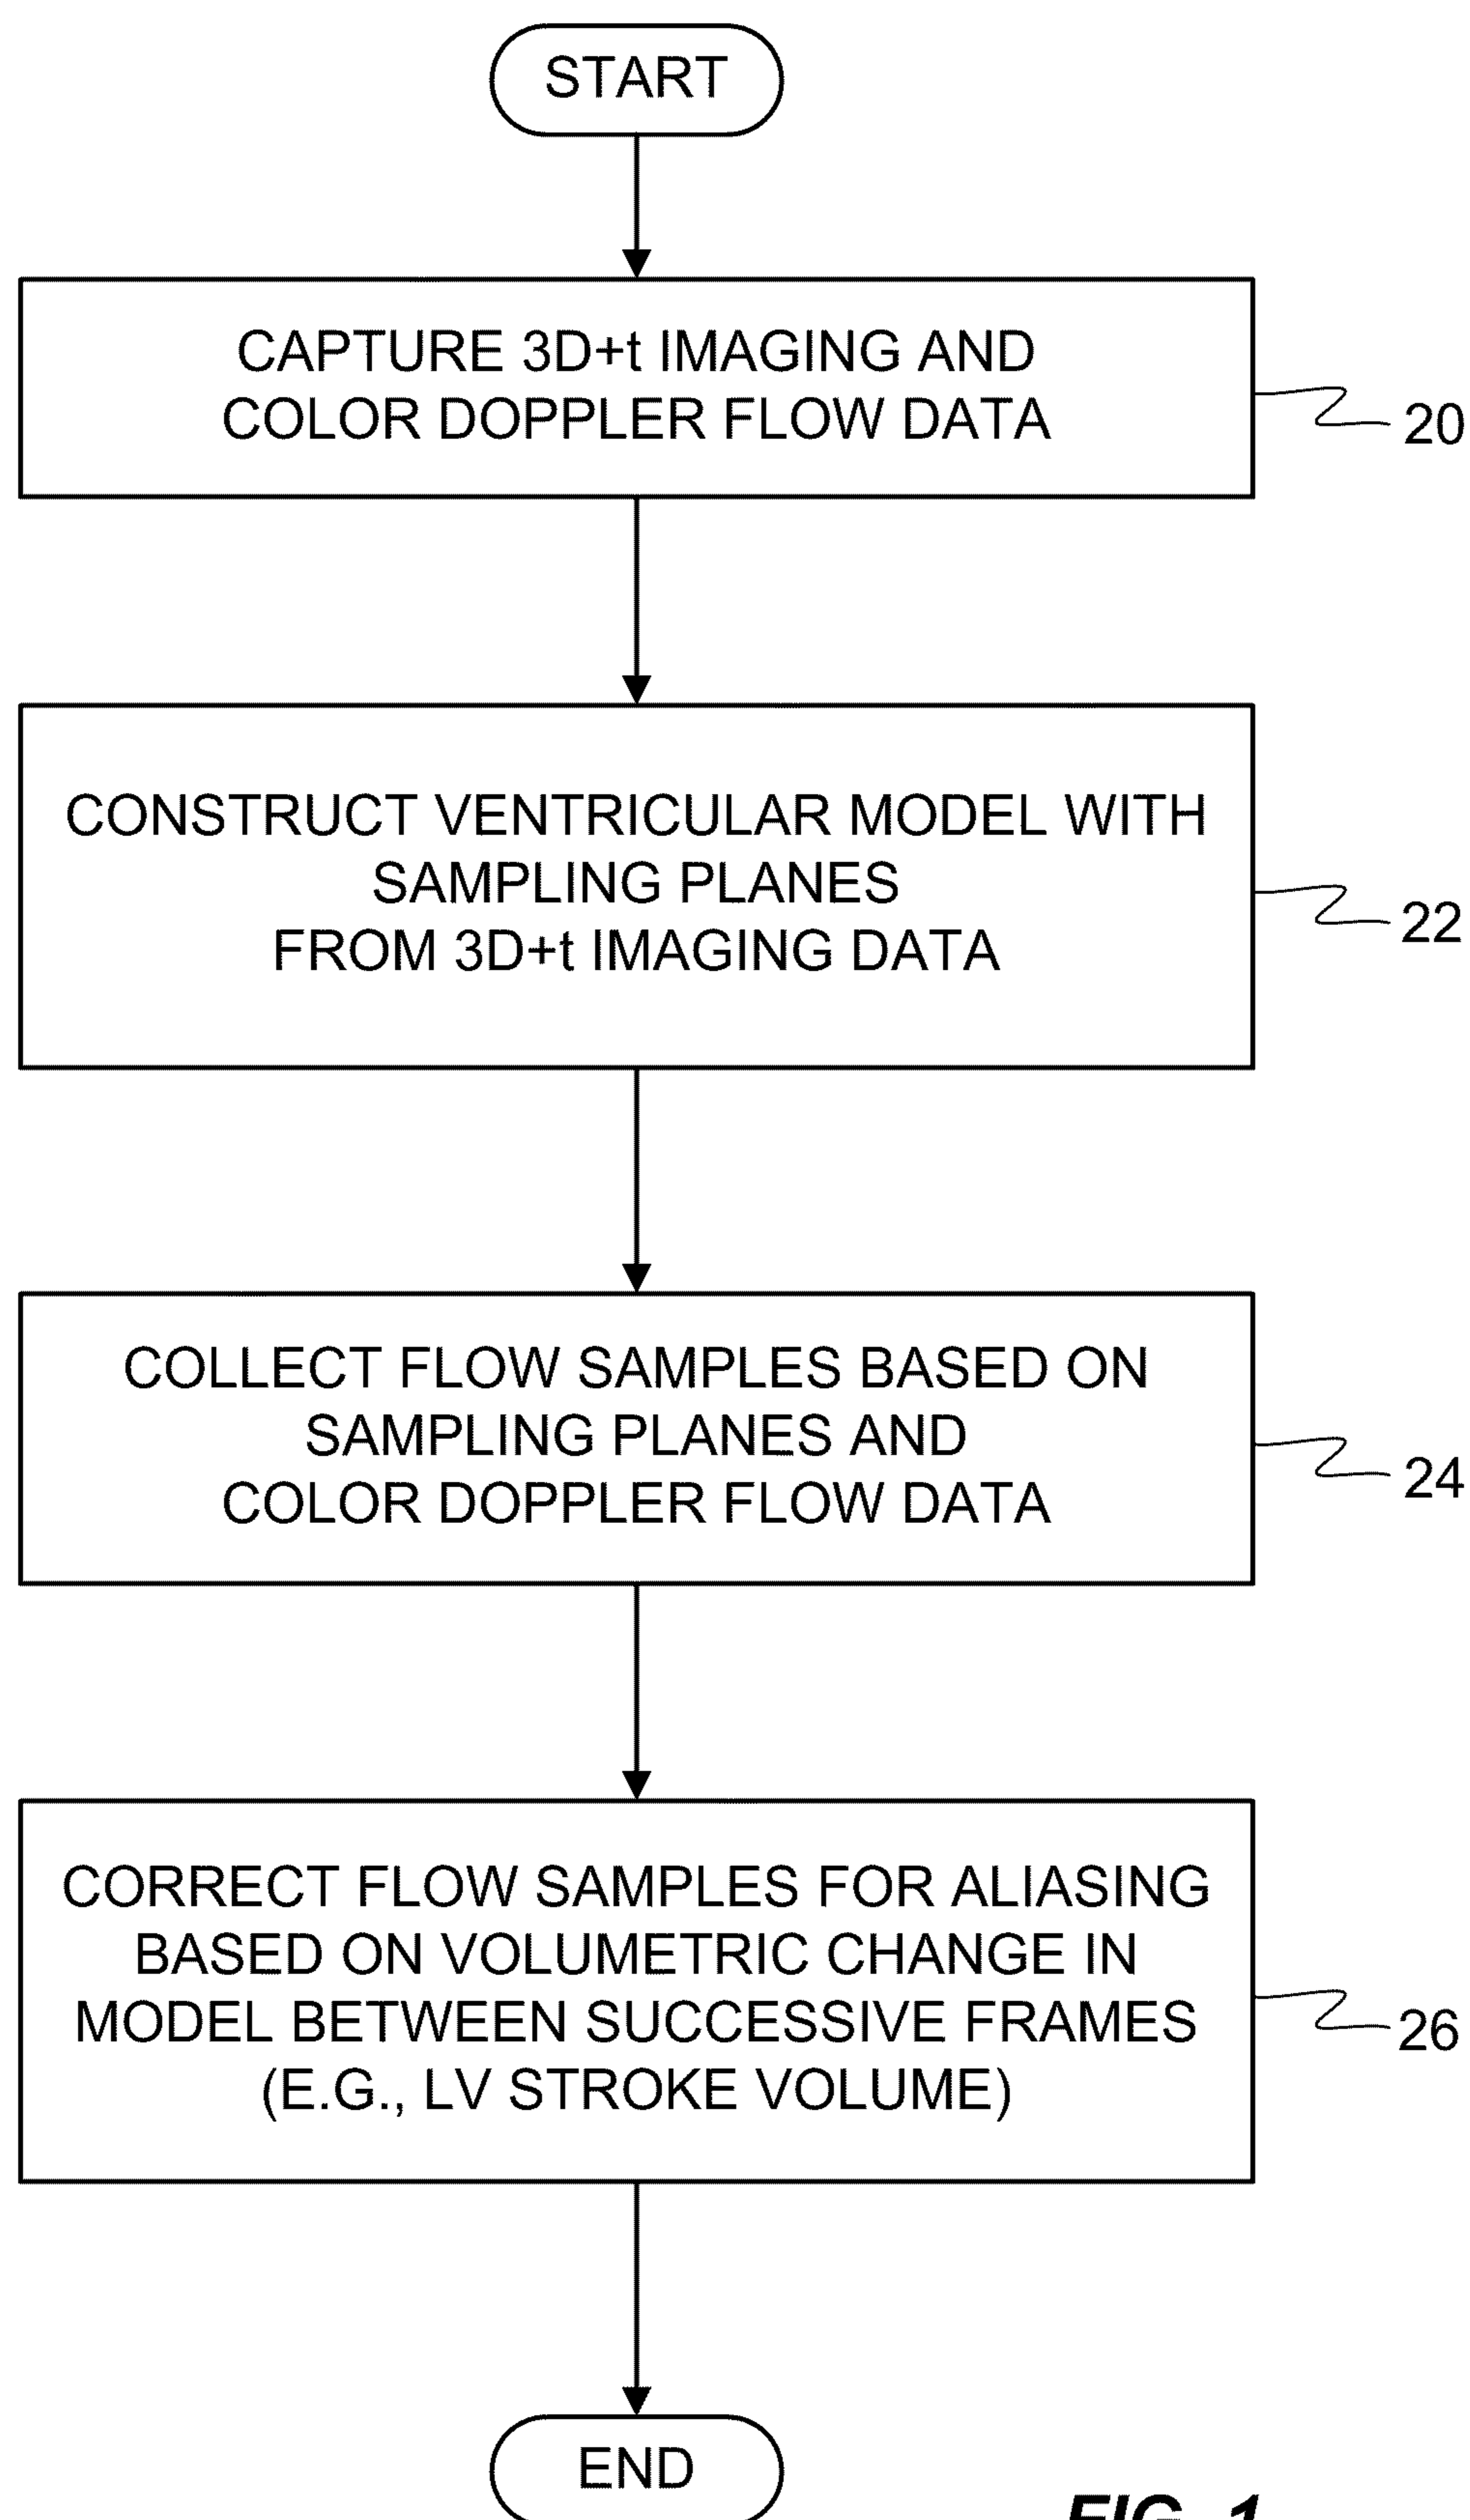 START
CAPTURE 3D+t IMAGING AND
COLOR DOPPLER FLOW DATA
20
CONSTRUCT VENTRICULAR MODEL WITH
SAMPLING PLANES
FROM 3D+t IMAGING DATA
22
COLLECT FLOW SAMPLES BASED ON
SAMPLING PLANES AND
COLOR DOPPLER FLOW DATA
24
CORRECT FLOW SAMPLES FOR ALIASING
BASED ON VOLUMETRIC CHANGE IN
MODEL BETWEEN SUCCESSIVE FRAMES
(E.G., LV STROKE VOLUME)
26
END
FIG. 1